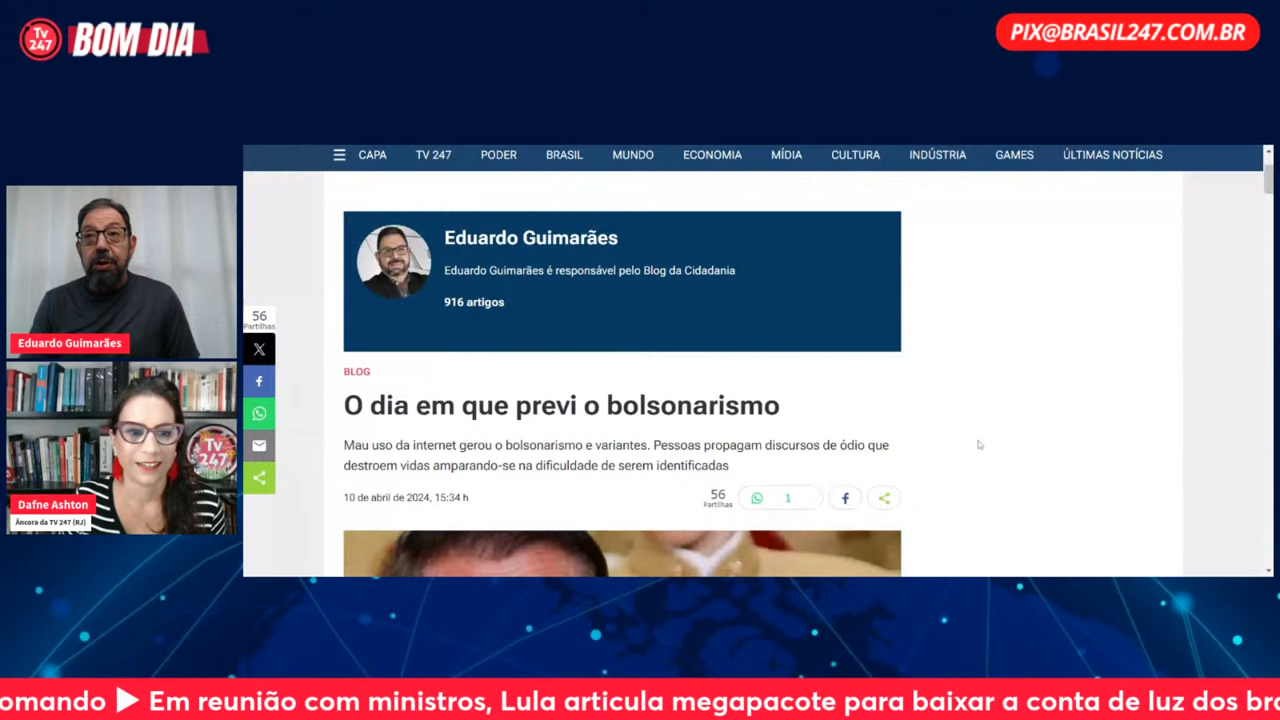 Tv 247 BOM DIA
PIX@BRASIL247.COM.BR
☰ CAPA TV 247 PODER BRASIL MUNDO ECONOMIA MÍDIA CULTURA INDÚSTRIA GAMES ÚLTIMAS NOTÍCIAS
Eduardo Guimarães
Eduardo Guimarães é responsável pelo Blog da Cidadania
916 artigos
56
Partilhas
Eduardo Guimarães
BLOG
O dia em que previ o bolsonarismo
Mau uso da internet gerou o bolsonarismo e variantes. Pessoas propagam discursos de ódio que
destroem vidas amparando-se na dificuldade de serem identificadas
10 de abril de 2024, 15:34 h
56
Partilhas
1
Tv
247
Dafne Ashton
Âncora da TV 247 (RJ)
omando ▶ Em reunião com ministros, Lula articula megapacote para baixar a conta de luz dos bra